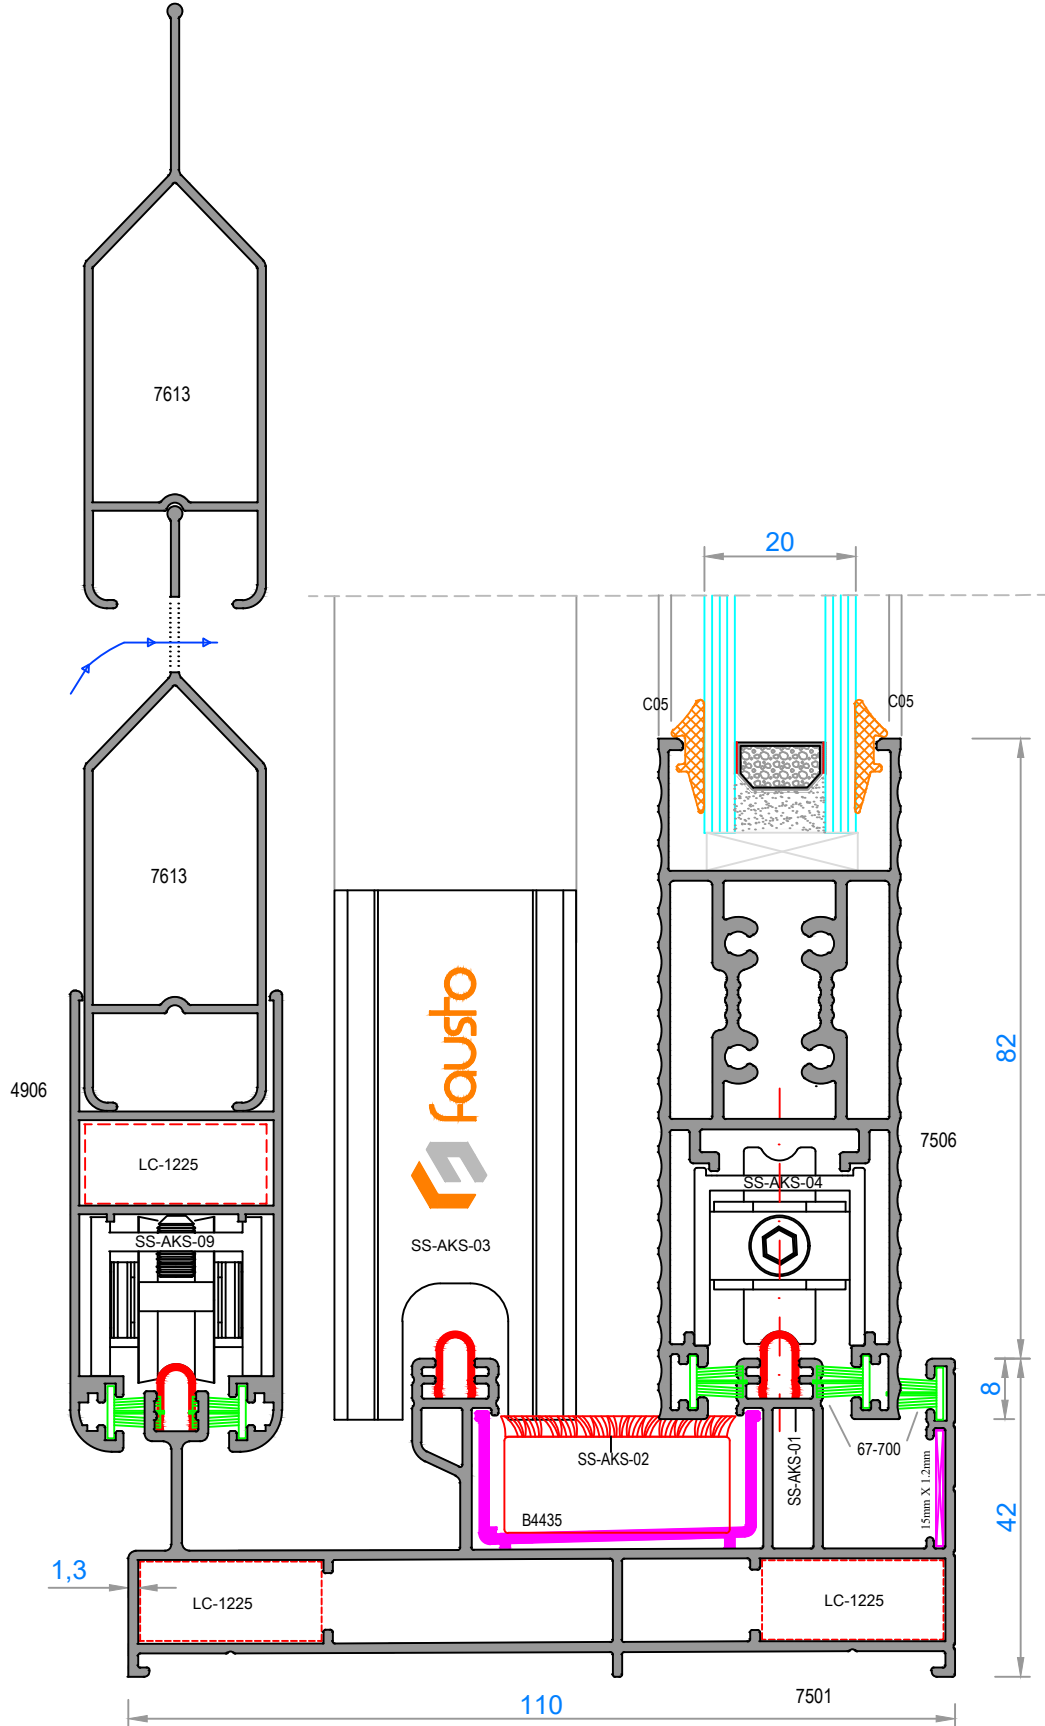 7613
20
C05
C05
7613
82
4906
7506
LC-1225
fausto
SS-AKS-04
SS-AKS-09
SS-AKS-03
8
67-700
SS-AKS-02
SS-AKS-01
15mm X 1.2mm
B4435
42
1,3
LC-1225
LC-1225
7501
110